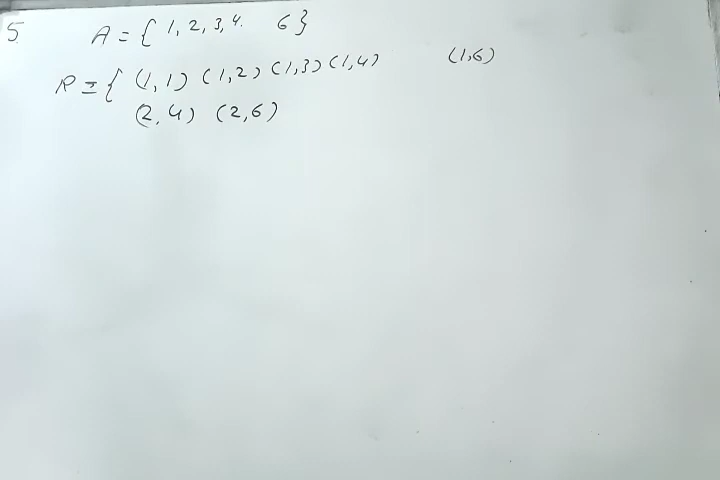 5. A = { 1, 2, 3, 4. 6 }
R = { (1, 1) (1, 2) (1, 3) (1, 4) (1, 6)
(2, 4) (2, 6)